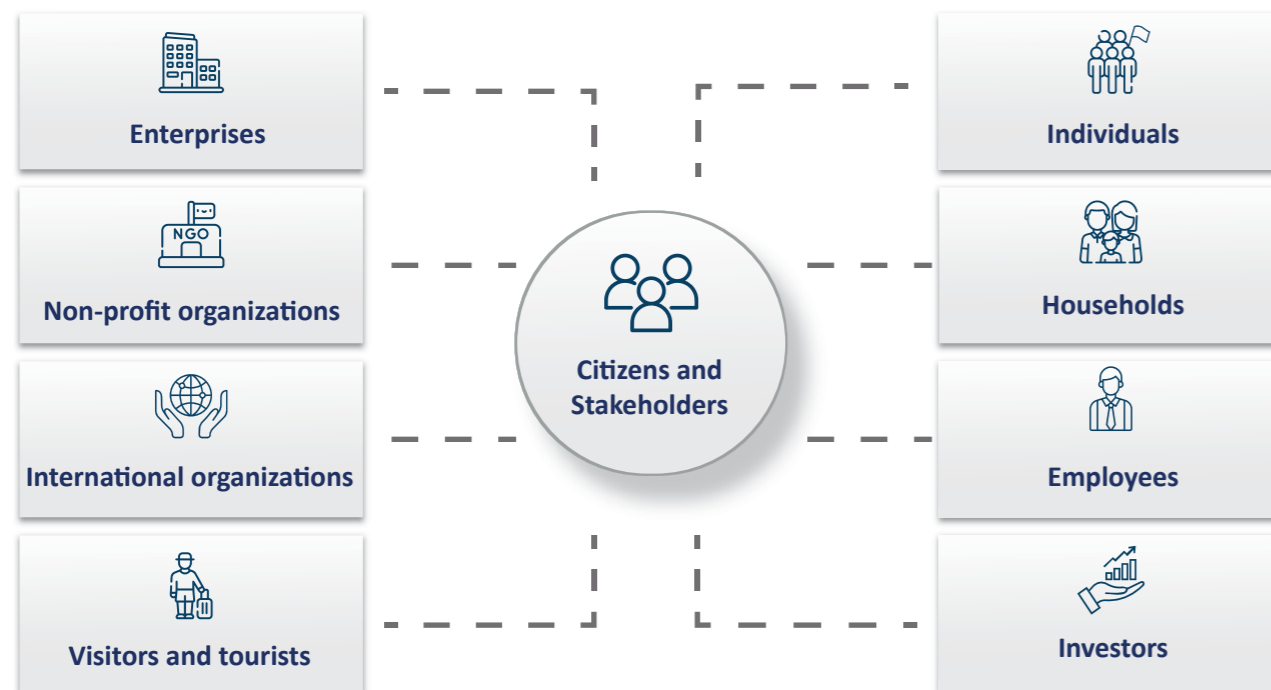 Enterprises
NGO
Non-profit organizations
International organizations
Visitors and tourists
Citizens and
Stakeholders
Individuals
Households
Employees
Investors